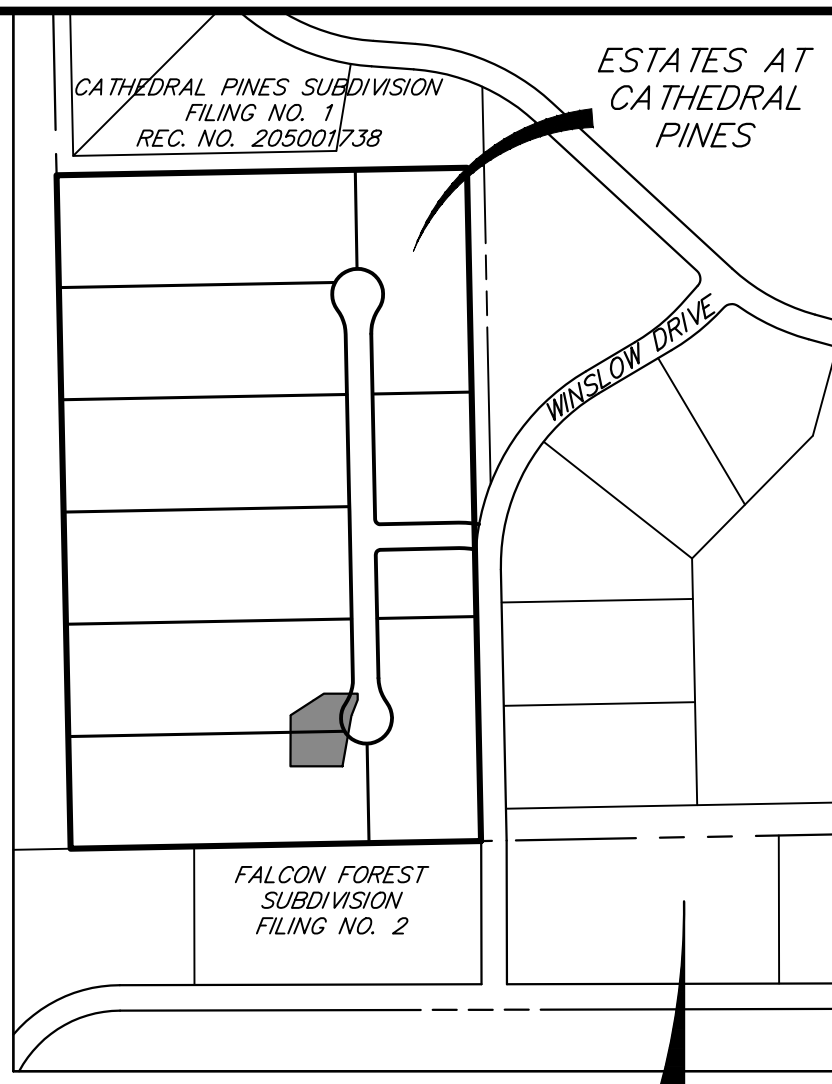 CATHEDRAL PINES SUBDIVISION
FILING NO. 1
REC. NO. 205001738
ESTATES AT
CATHEDRAL
PINES
WINSLOW DRIVE
FALCON FOREST
SUBDIVISION
FILING NO. 2